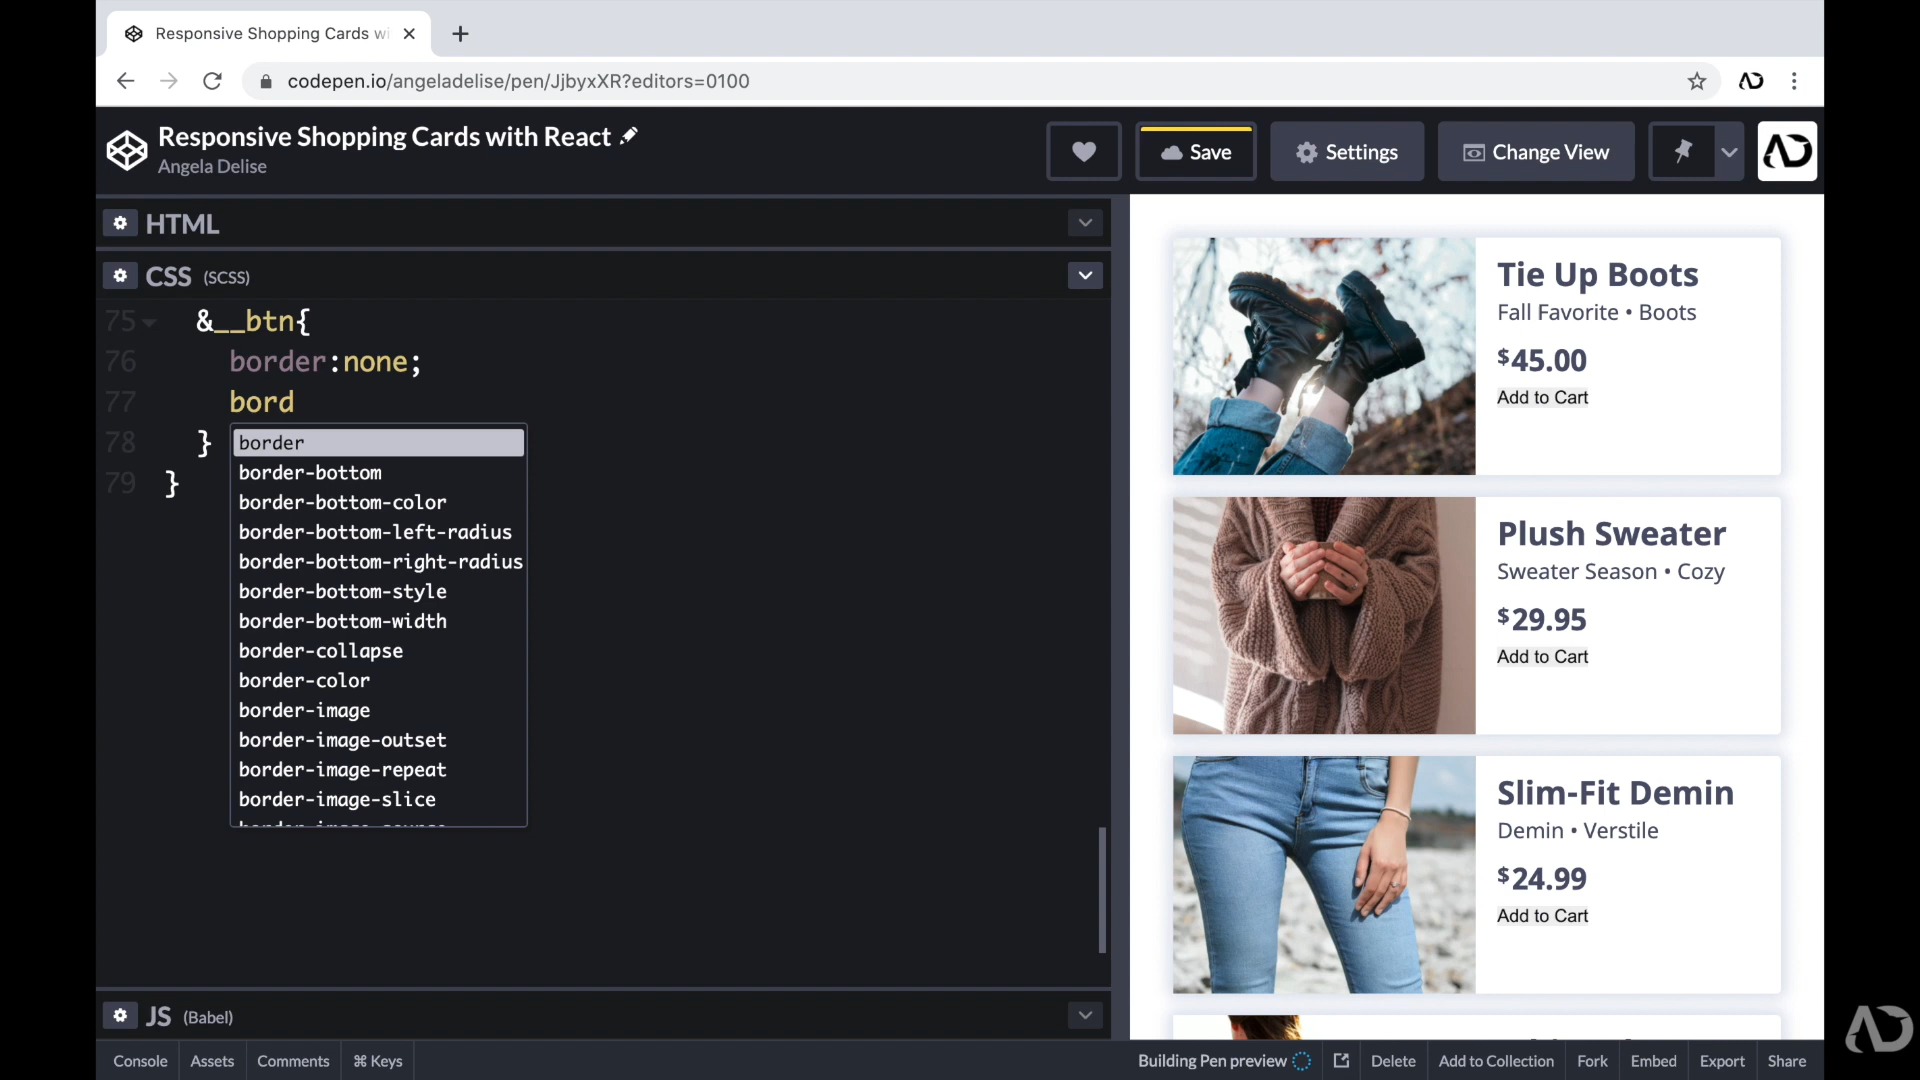 Responsive Shopping Cards wi
codepen.io/angeladelise/pen/JjbyxXR?editors=0100
Responsive Shopping Cards with React
Angela Delise
Save
Settings
Change View
HTML
CSS (SCSS)
75 &__btn{
76 border:none;
77 bord
78 }
79 }
border
border-bottom
border-bottom-color
border-bottom-left-radius
border-bottom-right-radius
border-bottom-style
border-bottom-width
border-collapse
border-color
border-image
border-image-outset
border-image-repeat
border-image-slice
Tie Up Boots
Fall Favorite • Boots
$45.00
Add to Cart
Plush Sweater
Sweater Season • Cozy
$29.95
Add to Cart
Slim-Fit Demin
Demin • Verstile
$24.99
Add to Cart
JS (Babel)
Console Assets Comments ⌘ Keys
Building Pen preview Delete Add to Collection Fork Embed Export Share